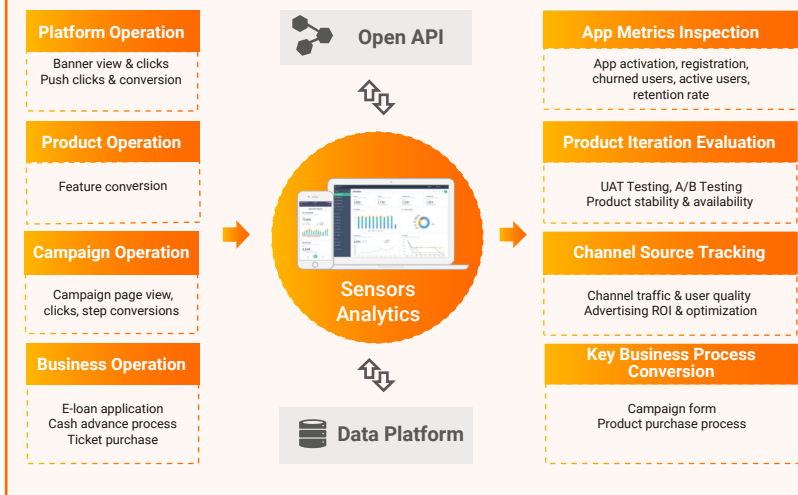 Platform Operation
Banner view & clicks
Push clicks & conversion
Product Operation
Feature conversion
Campaign Operation
Campaign page view,
clicks, step conversions
Business Operation
E-loan application
Cash advance process
Ticket purchase
Open API
Sensors
Analytics
Data Platform
App Metrics Inspection
App activation, registration,
churned users, active users,
retention rate
Product Iteration Evaluation
UAT Testing, A/B Testing
Product stability & availability
Channel Source Tracking
Channel traffic & user quality
Advertising ROI & optimization
Key Business Process
Conversion
Campaign form
Product purchase process